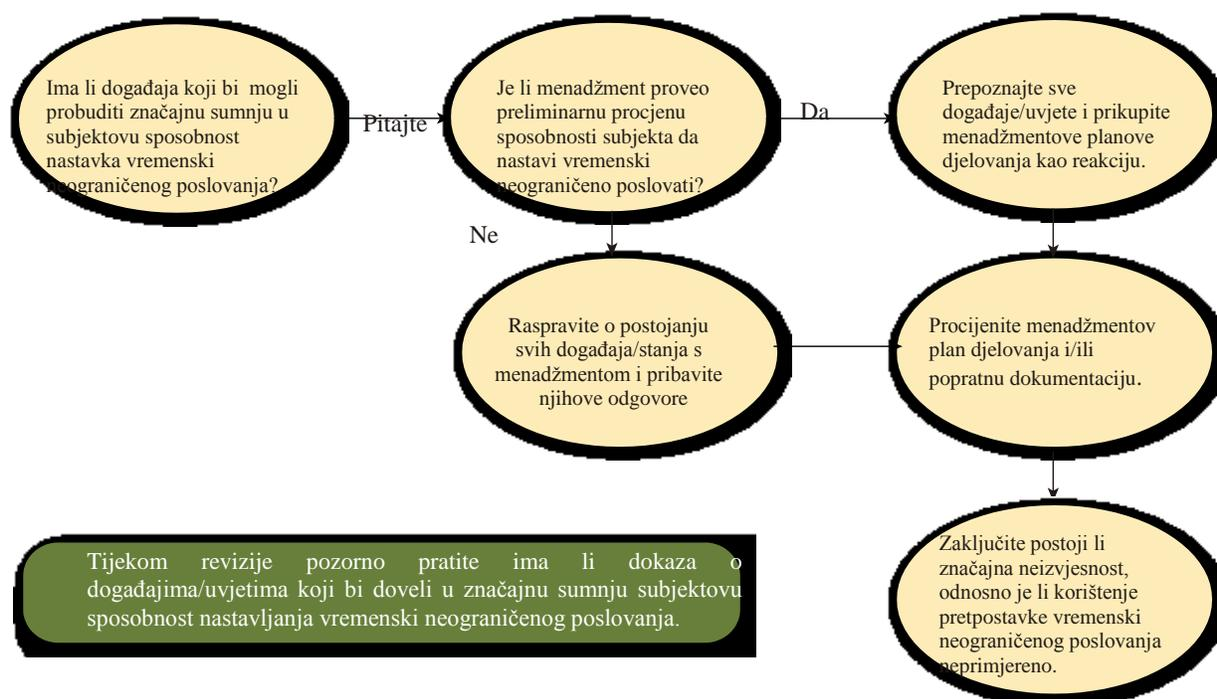 Ima li događaja koji bi  mogli
probuditi značajnu sumnju u
subjektovu sposobnost
nastavka vremenski
neograničenog poslovanja?
Pitajte
Je li menadžment proveo
preliminarnu procjenu
sposobnosti subjekta da
nastavi vremenski
neograničeno poslovati?
Da
Prepoznajte sve
događaje/uvjete i prikupite
menadžmentove planove
djelovanja kao reakciju.
Ne
Raspravite o postojanju
svih događaja/stanja s
menadžmentom i pribavite
njihove odgovore
Procijenite menadžmentov
plan djelovanja i/ili
popratnu dokumentaciju.
Zaključite postoji li
značajna neizvjesnost,
odnosno je li korištenje
pretpostavke vremenski
neograničenog poslovanja
neprimjereno.
Tijekom revizije pozorno pratite ima li dokaza o
događajima/uvjetima koji bi doveli u značajnu sumnju subjektovu
sposobnost nastavljanja vremenski neograničenog poslovanja.